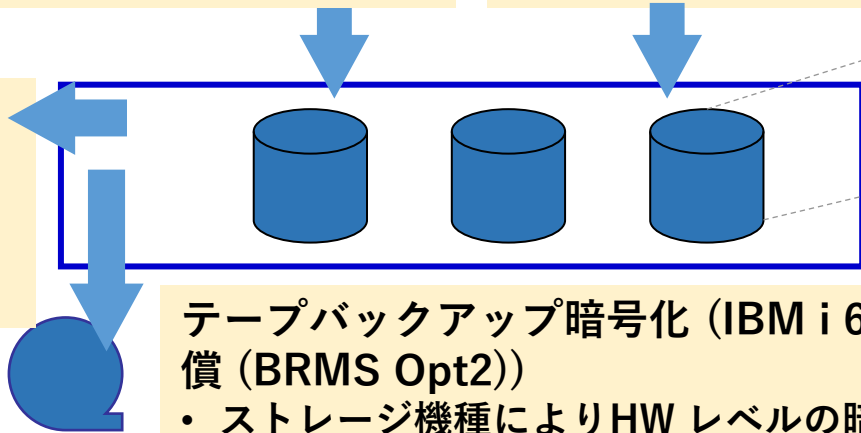 テープバックアップ暗号化 (IBM i 6
償 (BRMS Opt2))
• ストレージ機種によりHW レベルの暗